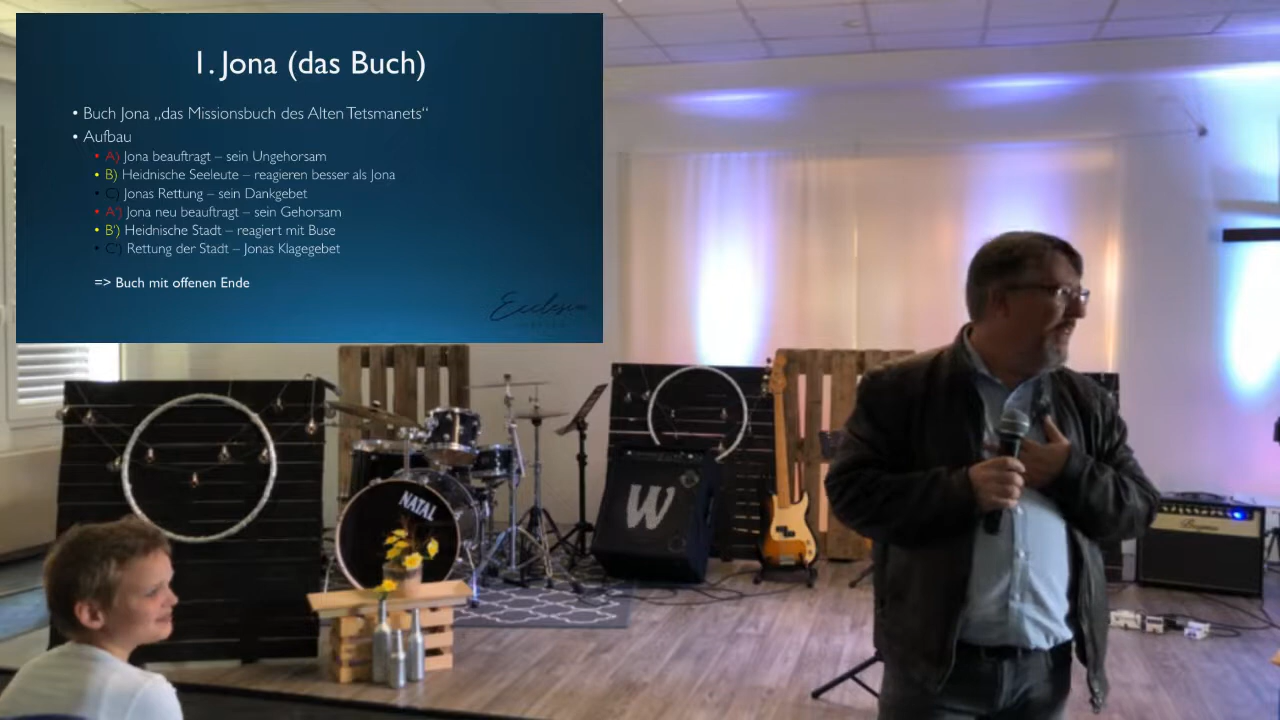 1. Jona (das Buch)
• Buch Jona „das Missionsbuch des Alten Tetsmanets“
• Aufbau
• A) Jona beauftragt – sein Ungehorsam
• B) Heidnische Seeleute – reagieren besser als Jona
• C) Jonas Rettung – sein Dankgebet
• A') Jona neu beauftragt – sein Gehorsam
• B') Heidnische Stadt – reagiert mit Buse
• C') Rettung der Stadt – Jonas Klagegebet
=> Buch mit offenen Ende
Ecclesia
NATAL
W